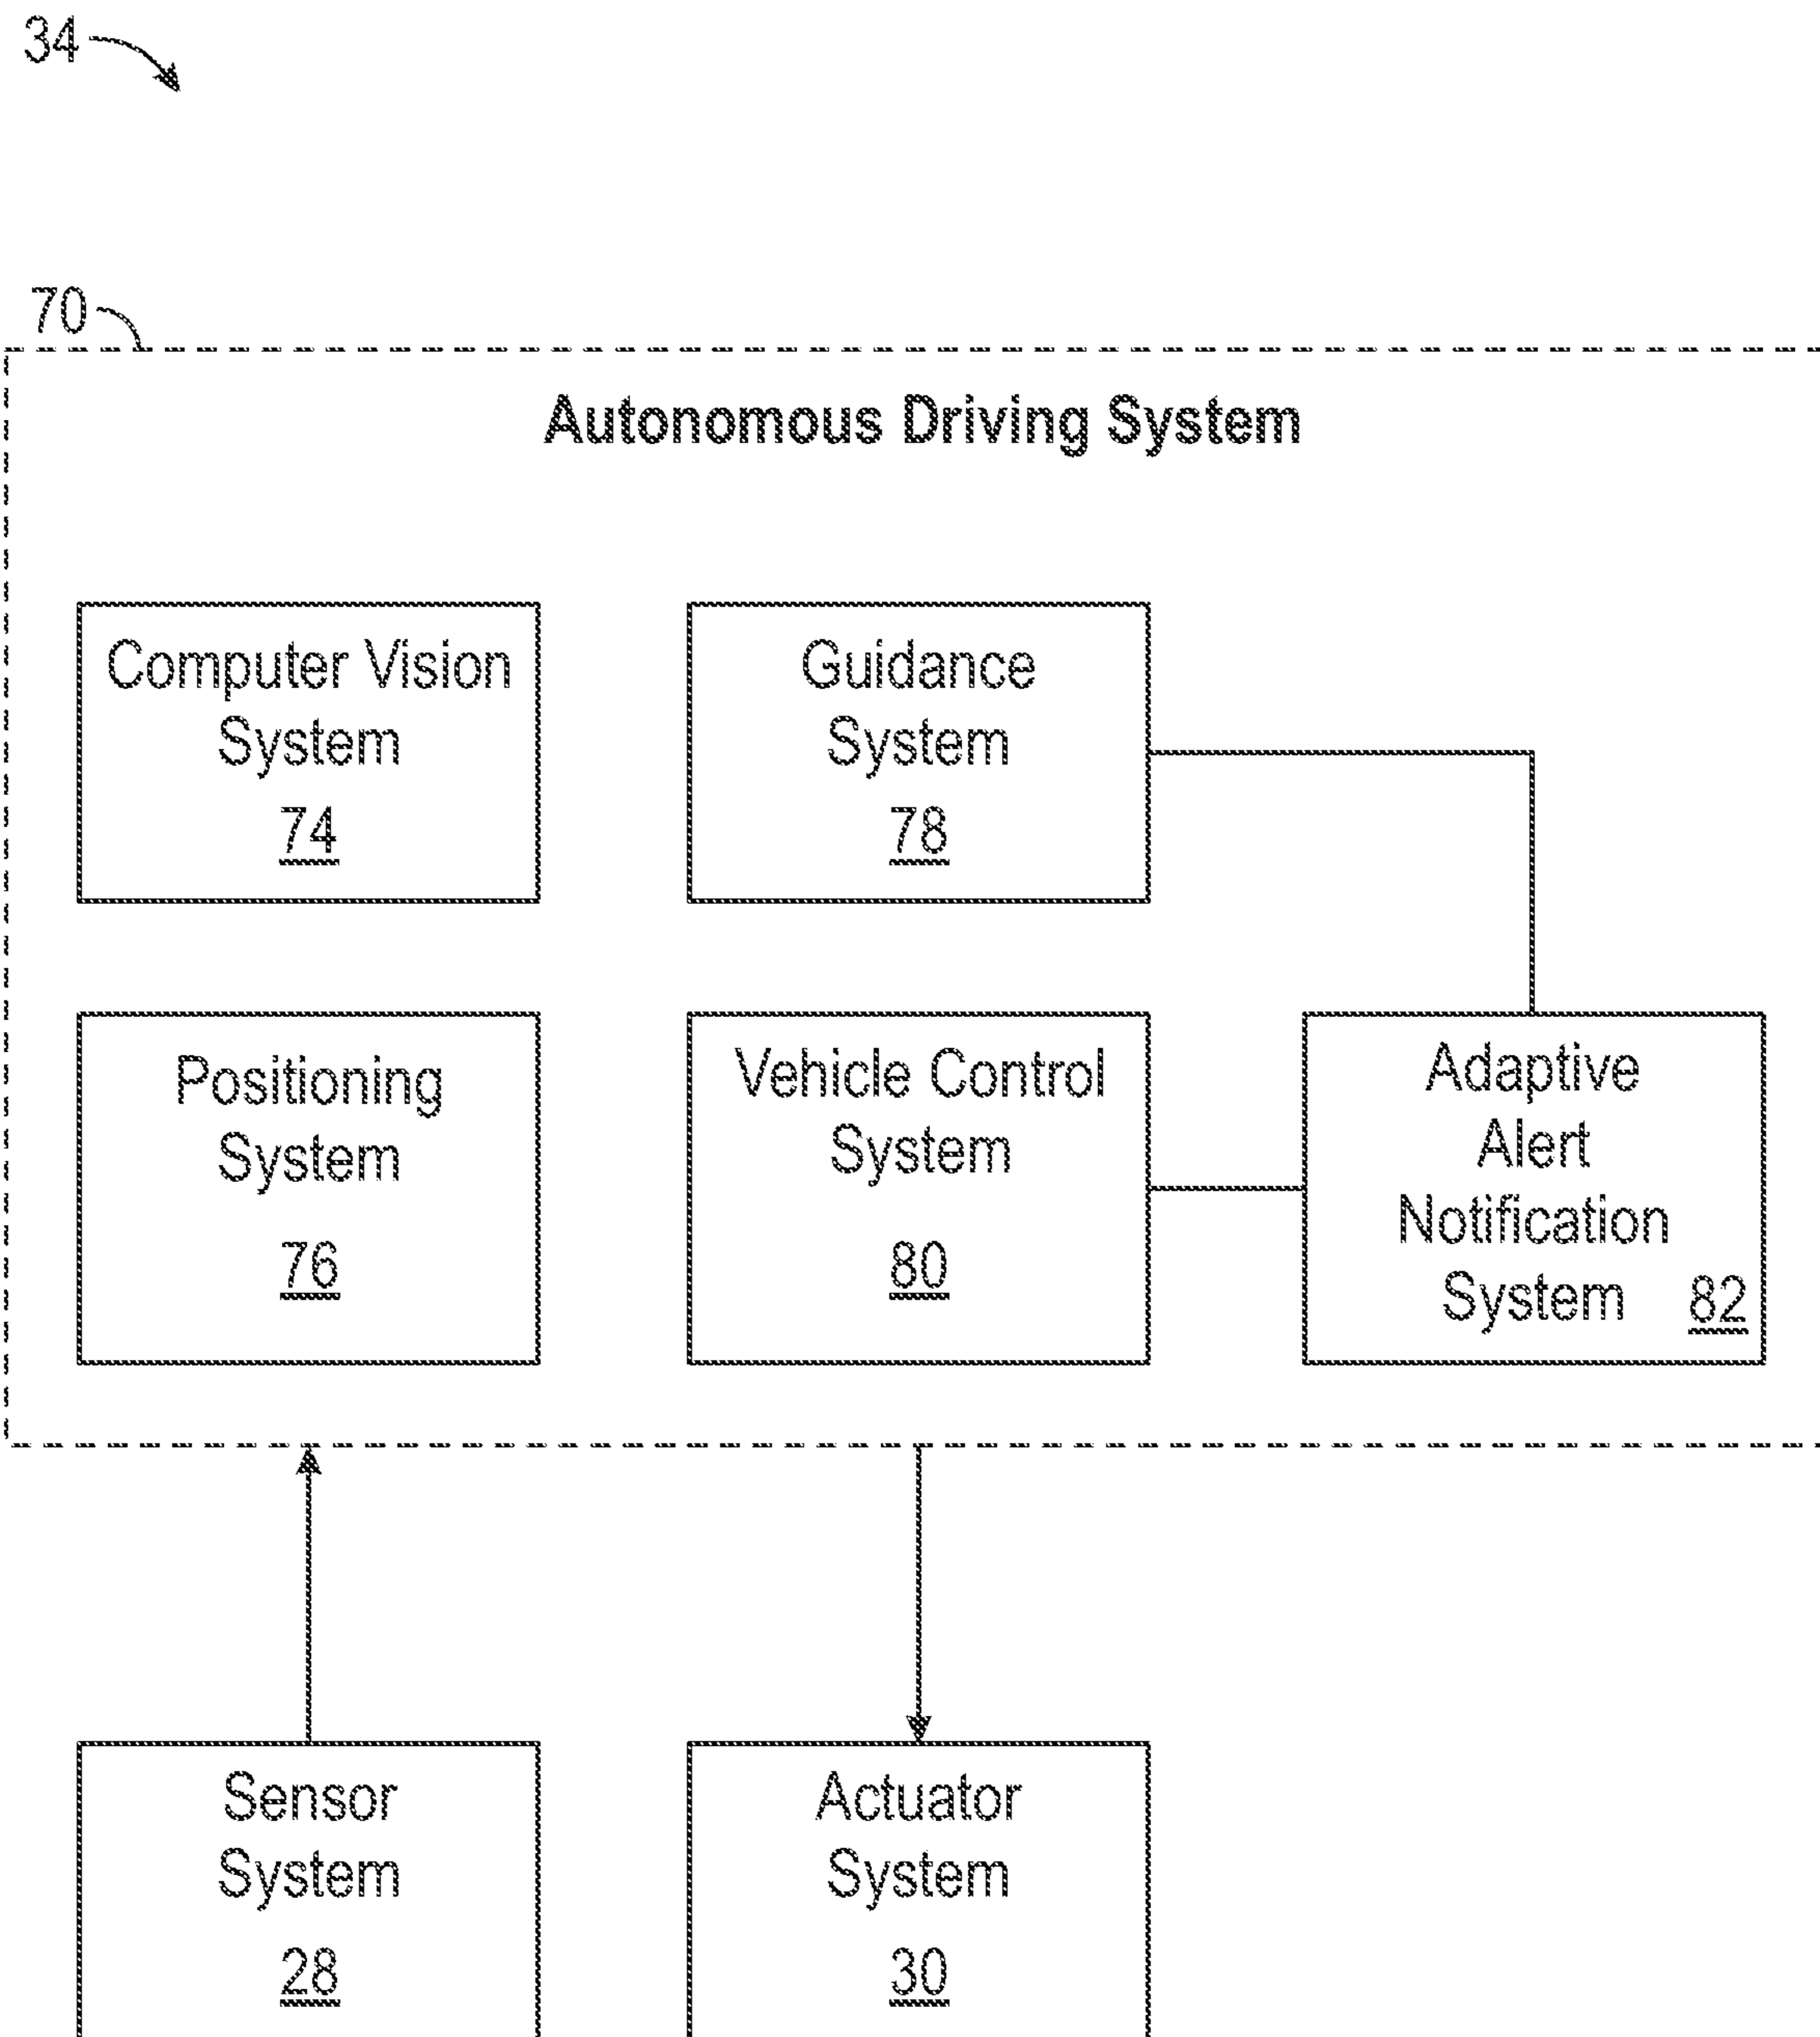 34
70
Autonomous Driving System
Computer Vision
System
74
Guidance
System
78
Positioning
System
76
Vehicle Control
System
80
Adaptive
Alert
Notification
System 82
Sensor
System
28
Actuator
System
30